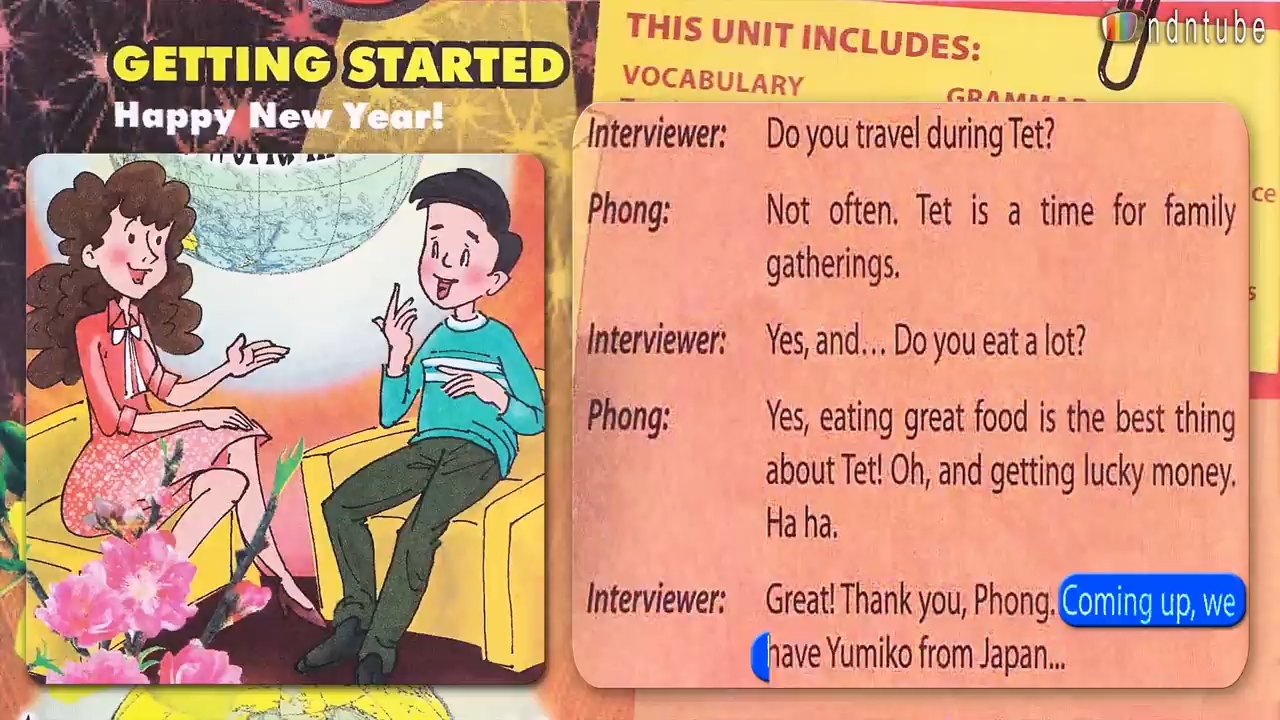 GETTING STARTED
Happy New Year!
THIS UNIT INCLUDES:
VOCABULARY
GRAMMAR
ndntube
World in
Interviewer: Do you travel during Tet?
Phong: Not often. Tet is a time for family
gatherings.
Interviewer: Yes, and... Do you eat a lot?
Phong: Yes, eating great food is the best thing
about Tet! Oh, and getting lucky money.
Ha ha.
Interviewer: Great! Thank you, Phong. Coming up, we
have Yumiko from Japan...